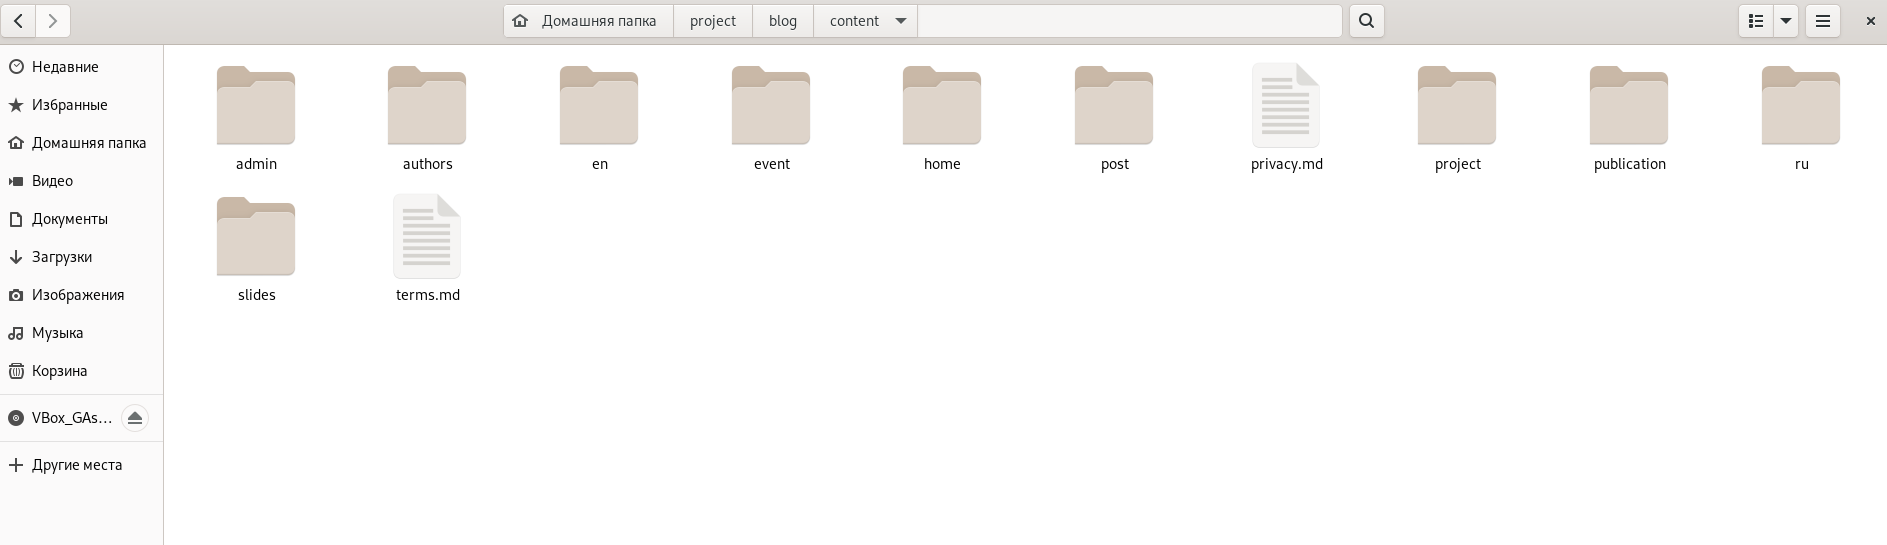 Домашняя папка project blog content
Недавние
Избранные
Домашняя папка
Видео
Документы
Загрузки
Изображения
Музыка
Корзина
VBox_GAs...
Другие места
admin authors en event home post privacy.md project publication ru
slides terms.md